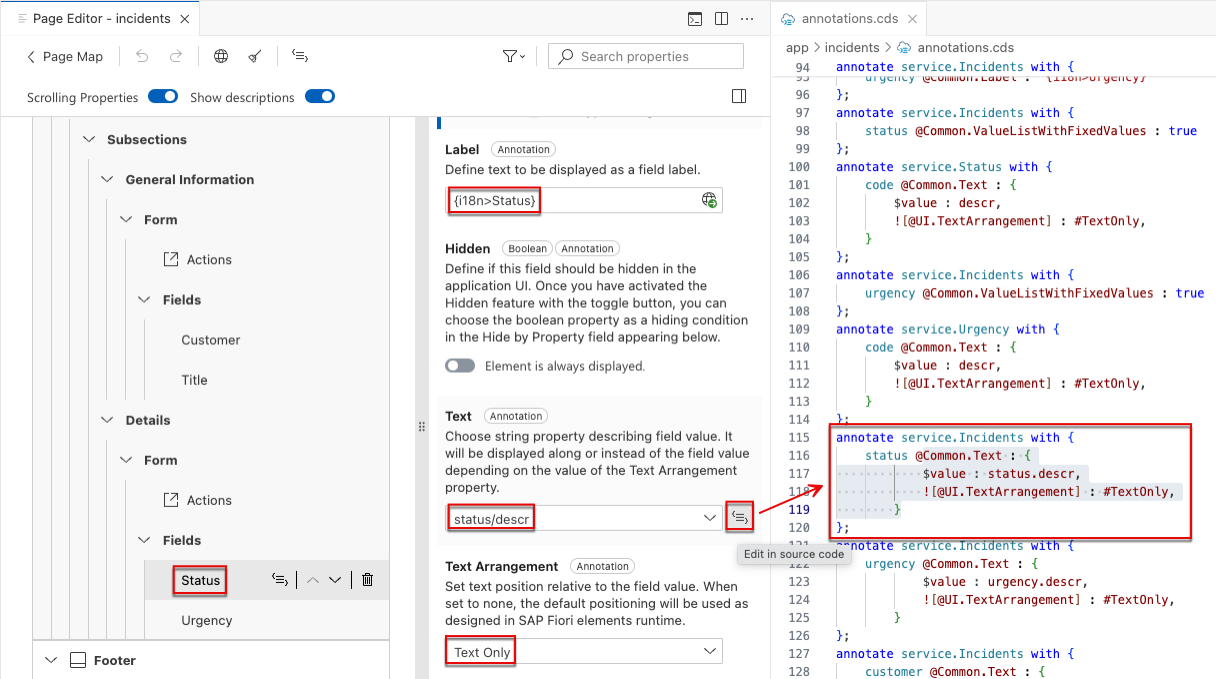 Page Editor - incidents
Page Map
Search properties
Scrolling Properties
Show descriptions
Subsections
General Information
Form
Actions
Fields
Customer
Title
Details
Form
Actions
Fields
Status
Urgency
Footer
Label Annotation
Define text to be displayed as a field label.
{i18n>Status}
Hidden Boolean Annotation
Define if this field should be hidden in the
application UI. Once you have activated the
Hidden feature with the toggle button, you can
choose the boolean property as a hiding condition
in the Hide by Property field appearing below.
Element is always displayed.
Text Annotation
Choose string property describing field value. It
will be displayed along or instead of the field value
depending on the value of the Text Arrangement
property.
status/descr
Edit in source code
Text Arrangement Annotation
Set text position relative to the field value. When
set to none, the default positioning will be used as
designed in SAP Fiori elements runtime.
Text Only
annotations.cds
app > incidents > annotations.cds
94 annotate service.Incidents with {
95 urgency @Common.Label : '{i18n>Urgency}'
96 };
97 annotate service.Incidents with {
98 status @Common.ValueListWithFixedValues : true
99 };
100 annotate service.Status with {
101 code @Common.Text : {
102 $value : descr,
103 ![@UI.TextArrangement] : #TextOnly,
104 }
105 };
106 annotate service.Incidents with {
107 urgency @Common.ValueListWithFixedValues : true
108 };
109 annotate service.Urgency with {
110 code @Common.Text : {
111 $value : descr,
112 ![@UI.TextArrangement] : #TextOnly,
113 }
114 };
115 annotate service.Incidents with {
116 status @Common.Text : {
117 $value : status.descr,
118 ![@UI.TextArrangement] : #TextOnly,
119 }
120 };
121 annotate service.Incidents with {
122 urgency @Common.Text : {
123 $value : urgency.descr,
124 ![@UI.TextArrangement] : #TextOnly,
125 }
126 };
127 annotate service.Incidents with {
128 customer @Common.Text : {